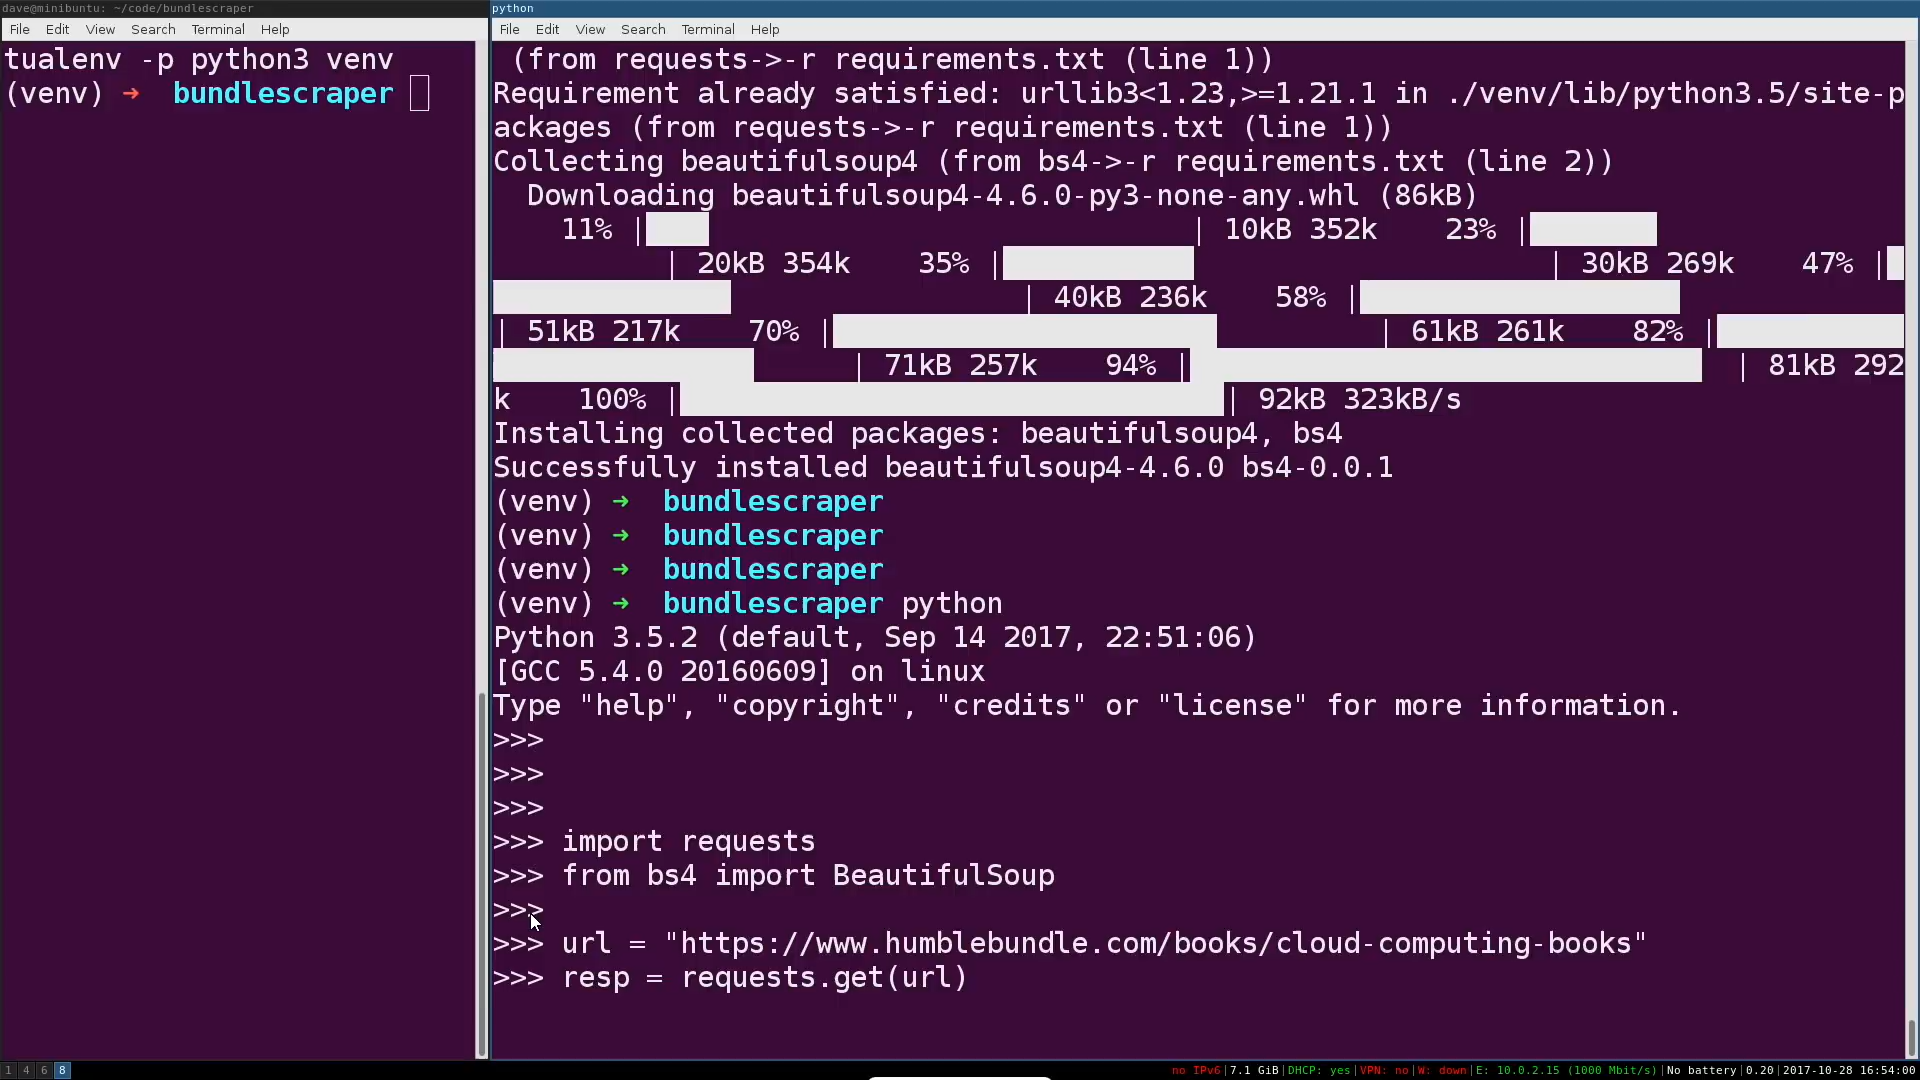 dave@minibuntu: ~/code/bundlescraper
File Edit View Search Terminal Help
tualenv -p python3 venv
(venv) ➜ bundlescraper
python
File Edit View Search Terminal Help
(from requests->-r requirements.txt (line 1))
Requirement already satisfied: urllib3<1.23,>=1.21.1 in ./venv/lib/python3.5/site-p
ackages (from requests->-r requirements.txt (line 1))
Collecting beautifulsoup4 (from bs4->-r requirements.txt (line 2))
Downloading beautifulsoup4-4.6.0-py3-none-any.whl (86kB)
11% | | 10kB 352k 23% |
| 20kB 354k 35% | | 30kB 269k 47% |
| 40kB 236k 58% |
| 51kB 217k 70% | | 61kB 261k 82% |
| 71kB 257k 94% | | 81kB 292
k 100% | | 92kB 323kB/s
Installing collected packages: beautifulsoup4, bs4
Successfully installed beautifulsoup4-4.6.0 bs4-0.0.1
(venv) ➜ bundlescraper
(venv) ➜ bundlescraper
(venv) ➜ bundlescraper
(venv) ➜ bundlescraper python
Python 3.5.2 (default, Sep 14 2017, 22:51:06)
[GCC 5.4.0 20160609] on linux
Type "help", "copyright", "credits" or "license" for more information.
>>>
>>>
>>>
>>> import requests
>>> from bs4 import BeautifulSoup
>>>
>>> url = "https://www.humblebundle.com/books/cloud-computing-books"
>>> resp = requests.get(url)
1 4 6 8
no IPv6|7.1 GiB|DHCP: yes|VPN: no|W: down|E: 10.0.2.15 (1000 Mbit/s)|No battery|0.20|2017-10-28 16:54:00